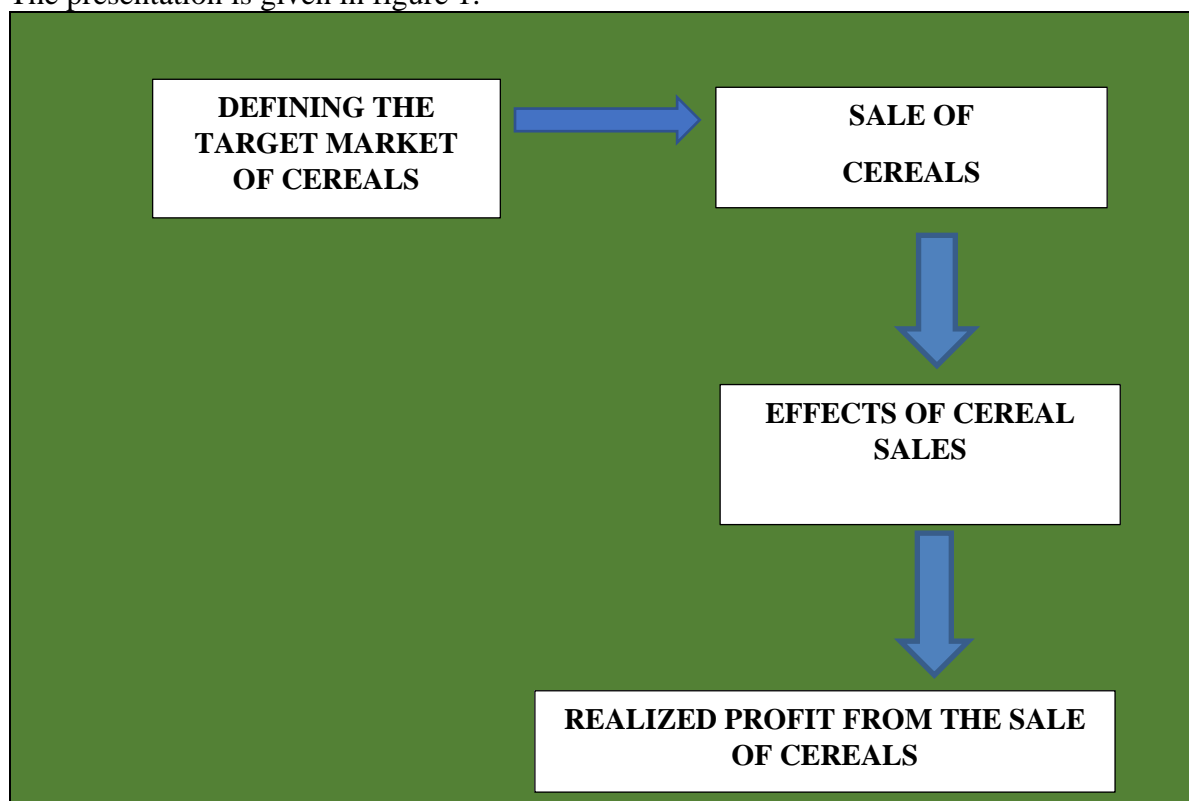 The presentation is given in figure 1.
DEFINING THE
TARGET MARKET
OF CEREALS
SALE OF
CEREALS
EFFECTS OF CEREAL
SALES
REALIZED PROFIT FROM THE SALE
OF CEREALS